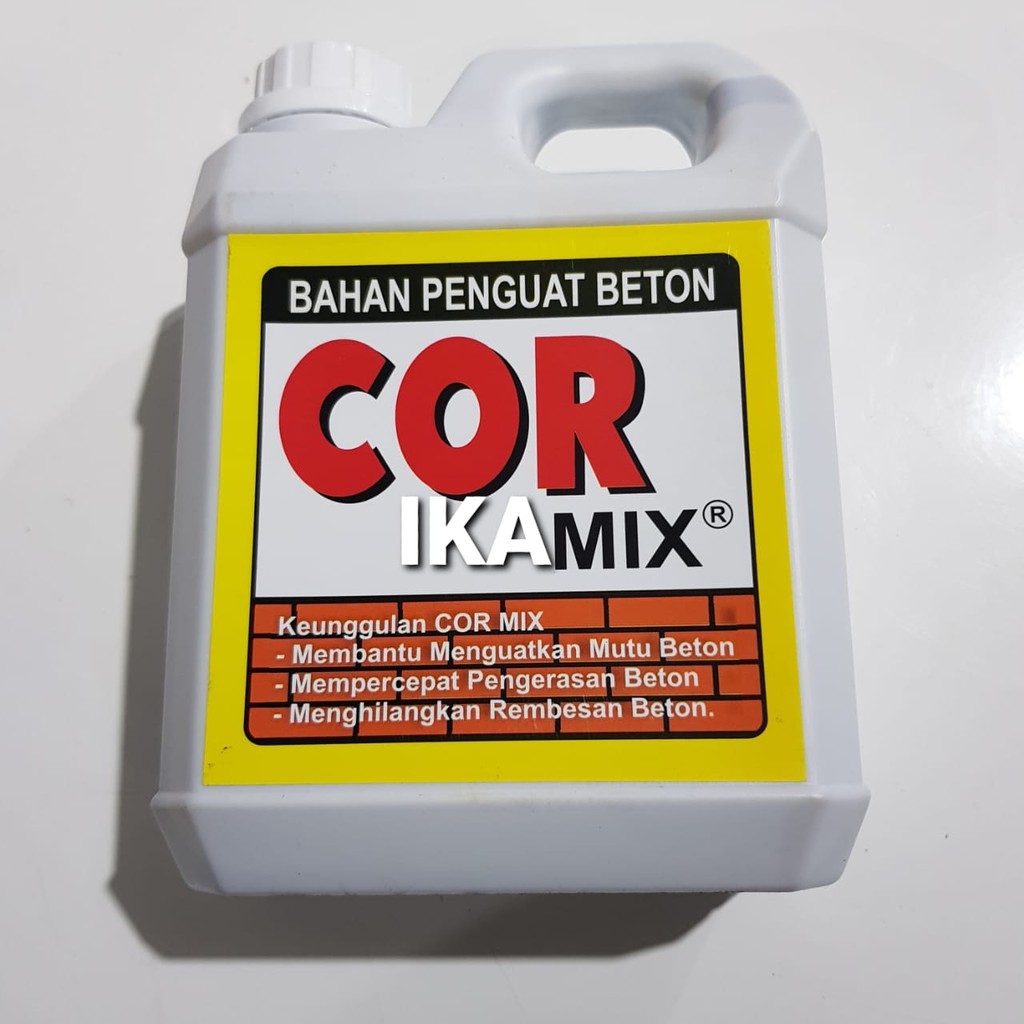 BAHAN PENGUAT BETON
COR
IKAMIX®
Keunggulan COR MIX
- Membantu Menguatkan Mutu Beton
- Mempercepat Pengerasan Beton
- Menghilangkan Rembesan Beton.